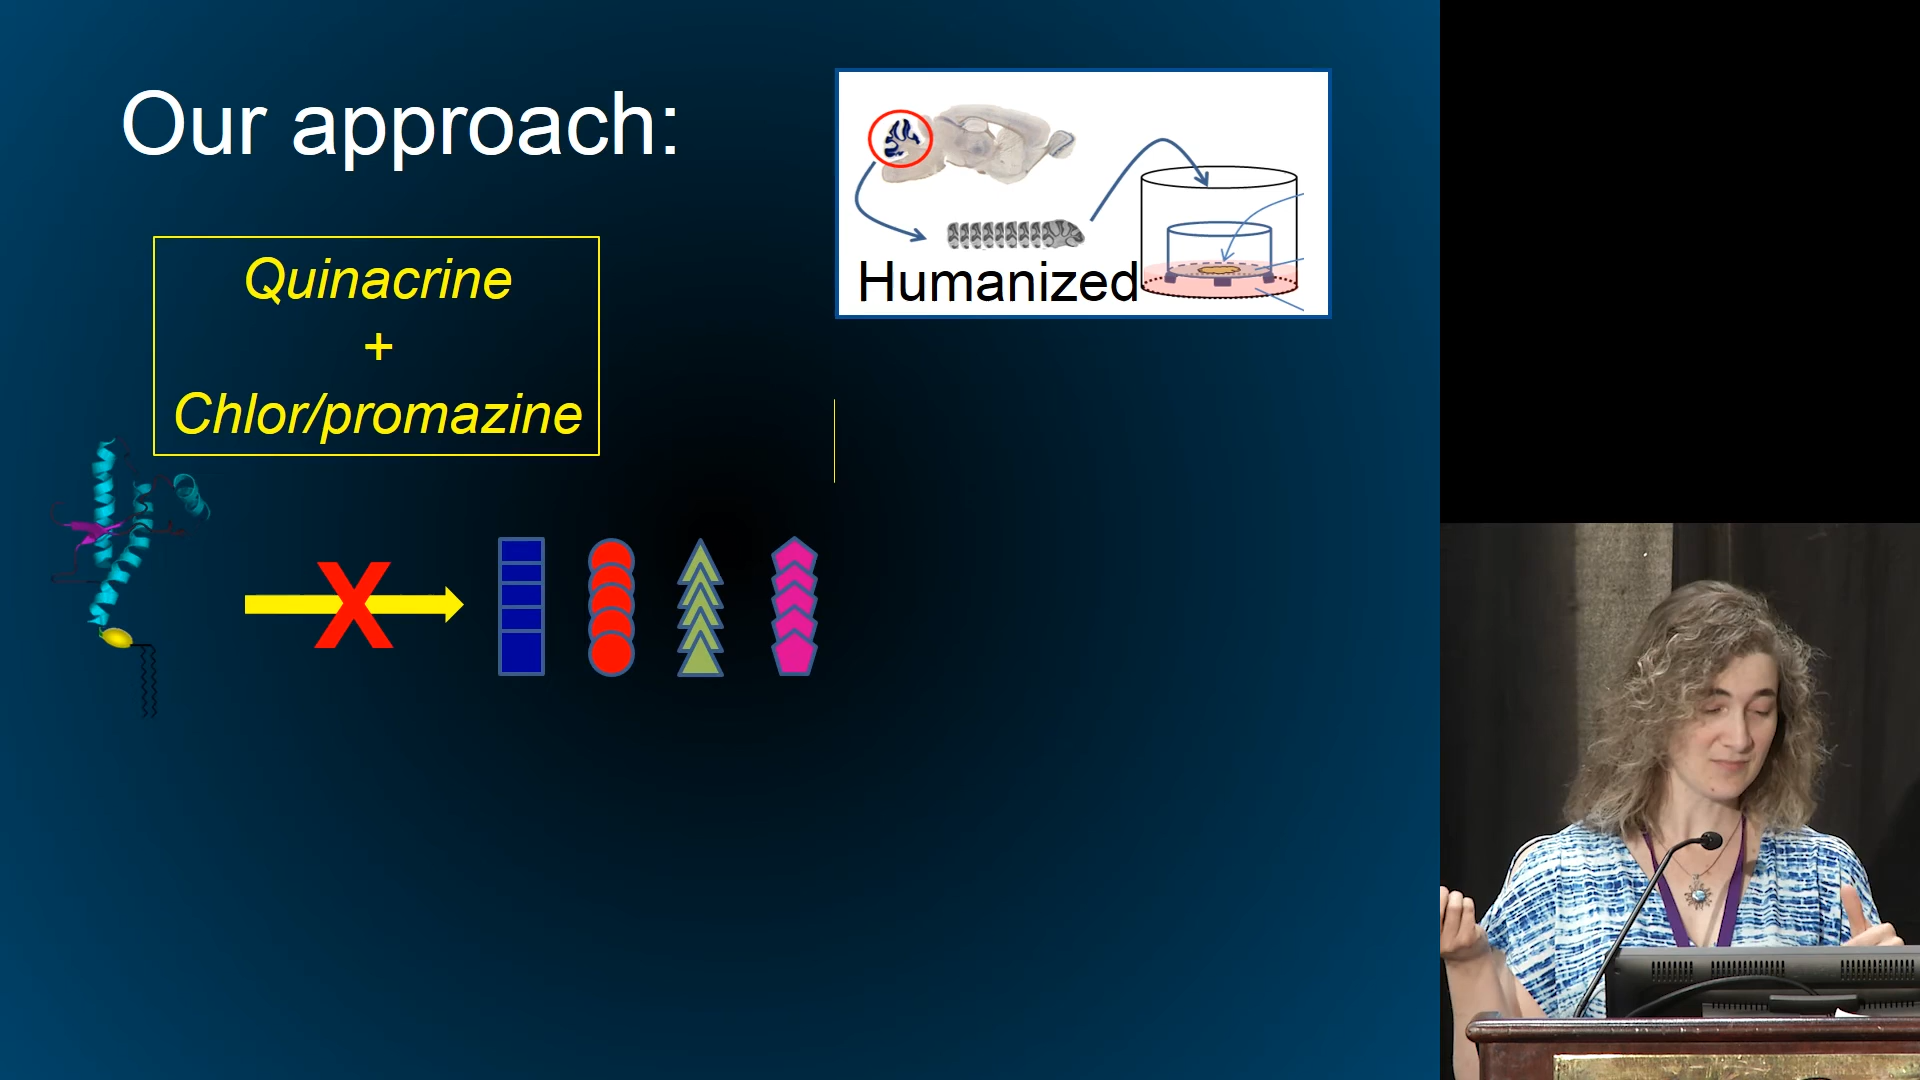 Our approach:
Quinacrine
+
Chlor/promazine
Humanized
X